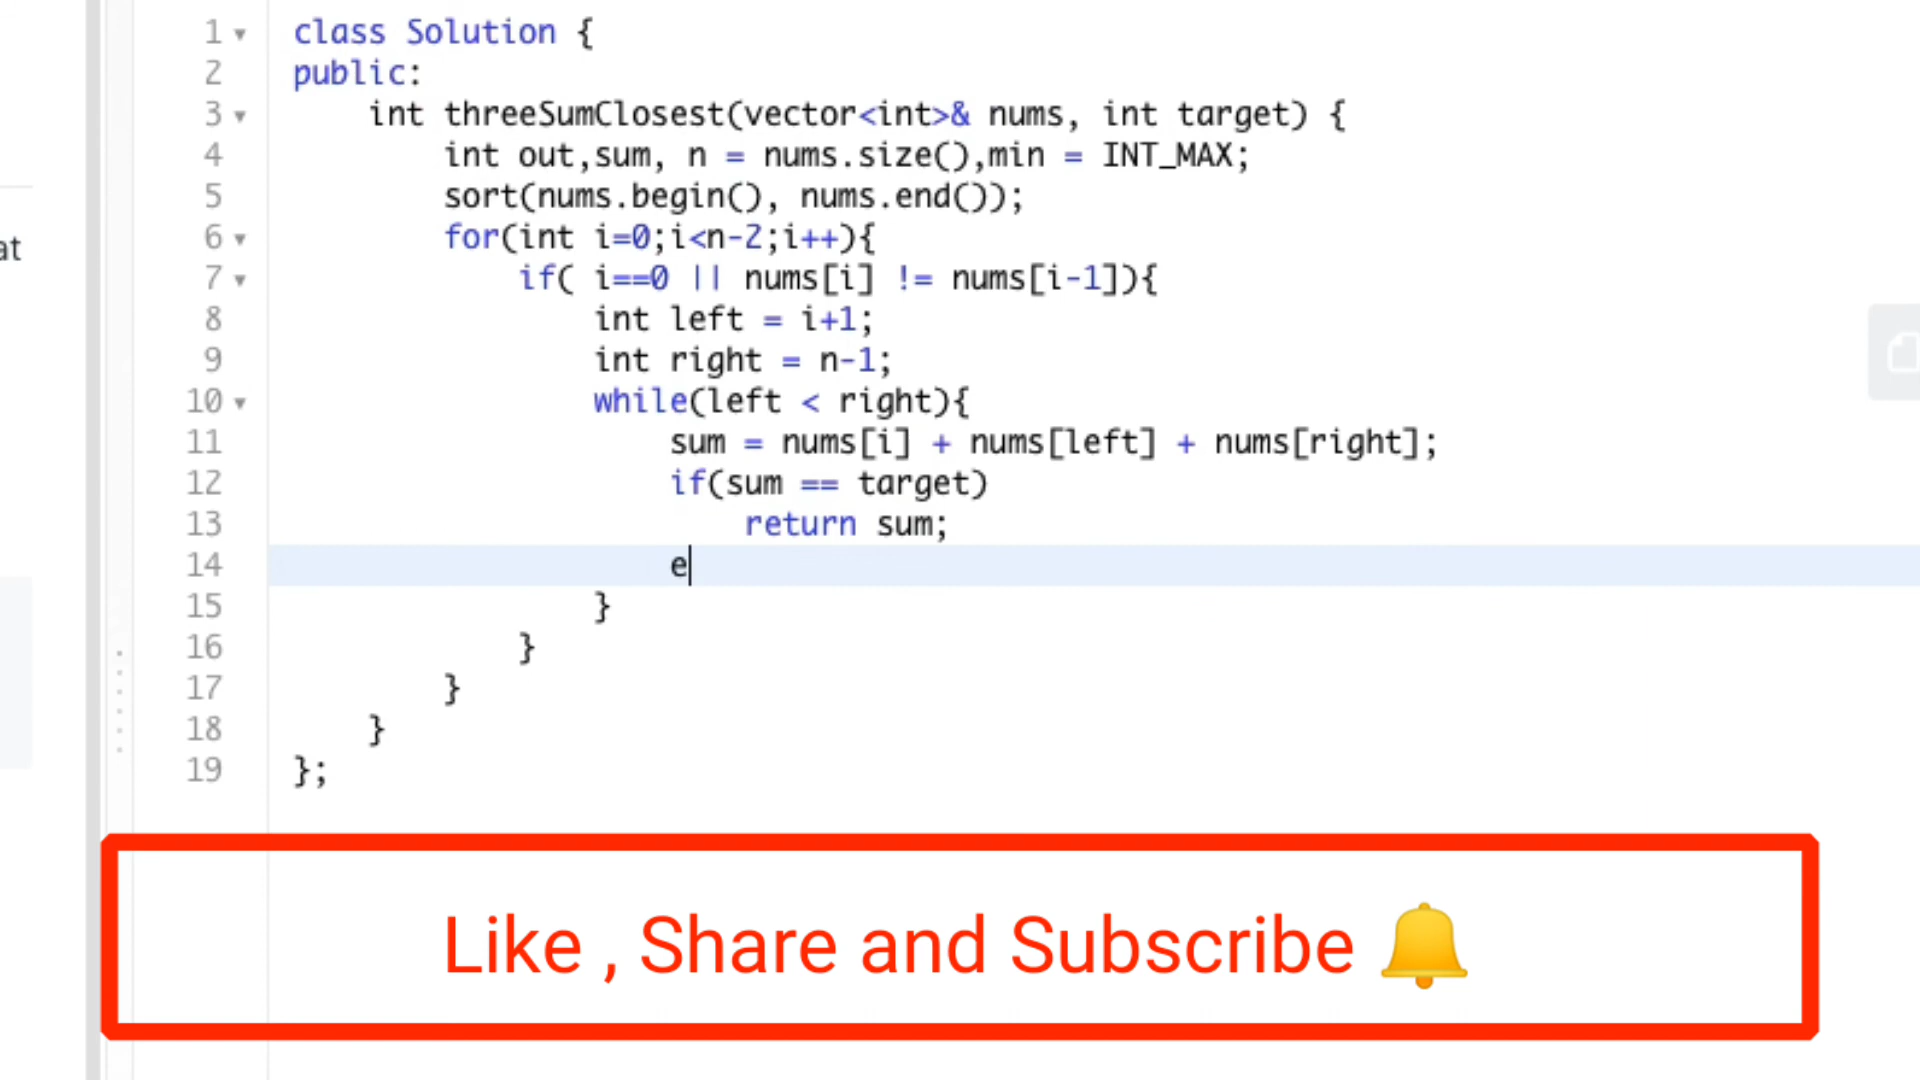 1 class Solution {
2 public:
3 int threeSumClosest(vector<int>& nums, int target) {
4 int out,sum, n = nums.size(),min = INT_MAX;
5 sort(nums.begin(), nums.end());
6 for(int i=0;i<n-2;i++){
at
7 if( i==0 || nums[i] != nums[i-1]){
8 int left = i+1;
9 int right = n-1;
10 while(left < right){
11 sum = nums[i] + nums[left] + nums[right];
12 if(sum == target)
13 return sum;
14 e
15 }
16 }
17 }
18 }
19 };
Like , Share and Subscribe 🔔